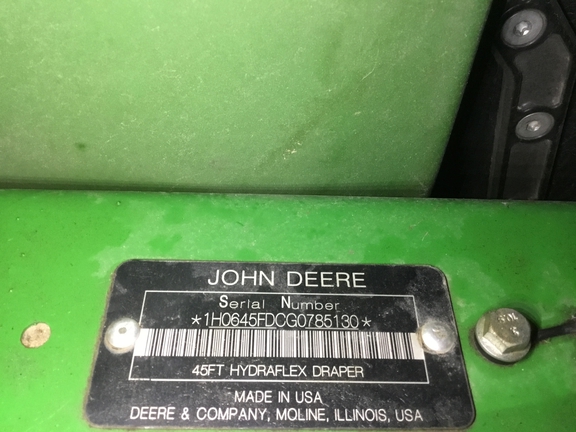 JOHN DEERE
Serial Number
*1H0645FDCG0785130*
45FT HYDRAFLEX DRAPER
MADE IN USA
DEERE & COMPANY, MOLINE, ILLINOIS, USA